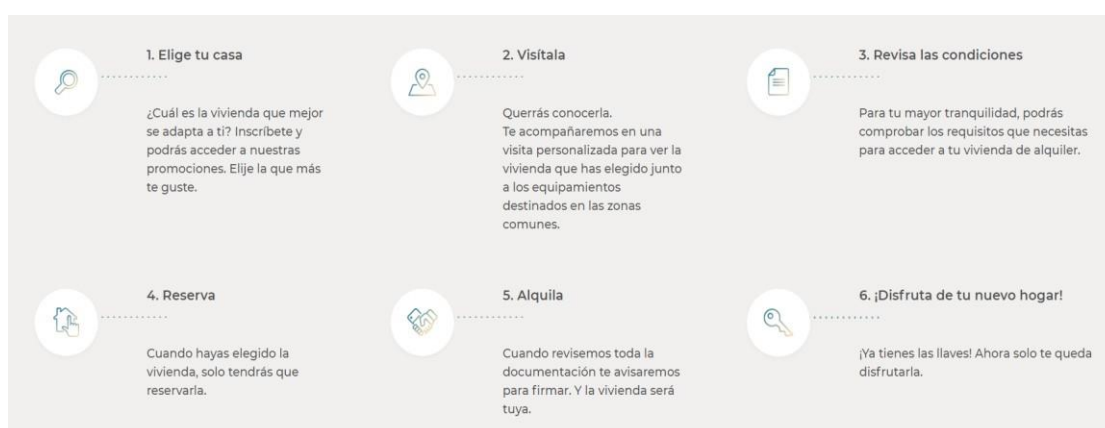 1. Elige tu casa
¿Cuál es la vivienda que mejor
se adapta a ti? Inscríbete y
podrás acceder a nuestras
promociones. Elije la que más
te guste.
2. Visítala
Querrás conocerla.
Te acompañaremos en una
visita personalizada para ver la
vivienda que has elegido junto
a los equipamientos
destinados en las zonas
comunes.
3. Revisa las condiciones
Para tu mayor tranquilidad, podrás
comprobar los requisitos que necesitas
para acceder a tu vivienda de alquiler.
4. Reserva
Cuando hayas elegido la
vivienda, solo tendrás que
reservarla.
5. Alquila
Cuando revisemos toda la
documentación te avisaremos
para firmar. Y la vivienda será
tuya.
6. ¡Disfruta de tu nuevo hogar!
¡Ya tienes las llaves! Ahora solo te queda
disfrutarla.